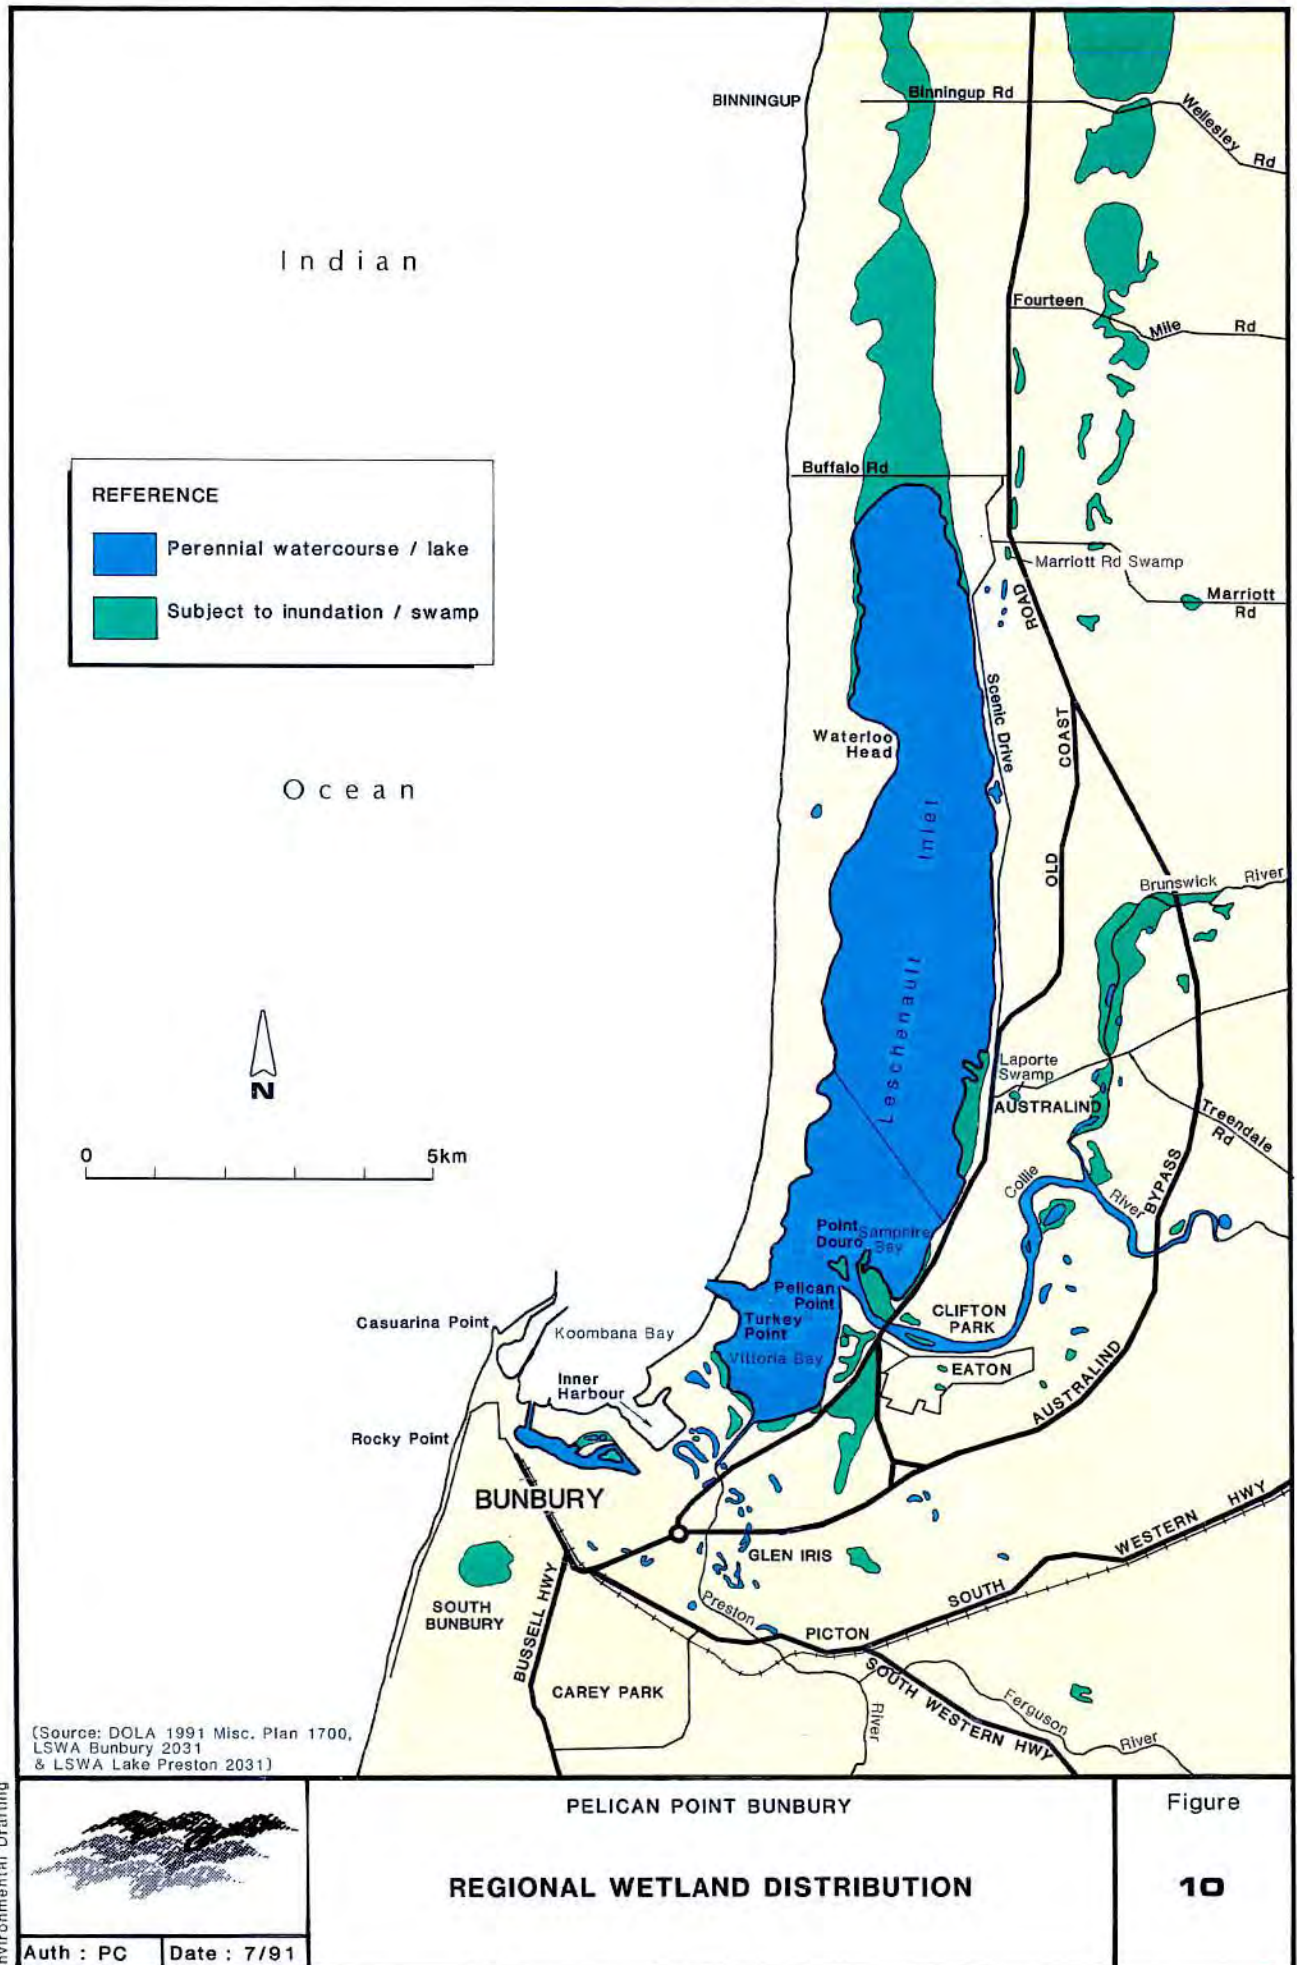 BINNINGUP
Binningup Rd
Wellesley Rd
Indian
Fourteen Mile Rd
Buffalo Rd
REFERENCE
Perennial watercourse / lake
Subject to inundation / swamp
Marriott Rd Swamp
Marriott
Rd
ROAD
Scenic Drive
COAST
Waterloo
Head
Ocean
Inlet
OLD
Brunswick River
Leschenault
N
Laporte
Swamp
AUSTRALIND
Treendale
Rd
0 5km
BYPASS
Collie River
Point
Douro
Samphire
Bay
Pelican
Point
CLIFTON
PARK
Casuarina Point
Koombana Bay
Turkey
Point
Vittoria Bay
EATON
Inner
Harbour
AUSTRALIND
Rocky Point
BUNBURY
WESTERN HWY
GLEN IRIS
SOUTH
SOUTH
BUNBURY
BUSSELL HWY
Preston
PICTON
CAREY PARK
River
SOUTH WESTERN HWY
Ferguson
River
(Source: DOLA 1991 Misc. Plan 1700,
LSWA Bunbury 2031
& LSWA Lake Preston 2031)
PELICAN POINT BUNBURY
Figure
REGIONAL WETLAND DISTRIBUTION
10
Auth : PC
Date : 7/91
Drafting